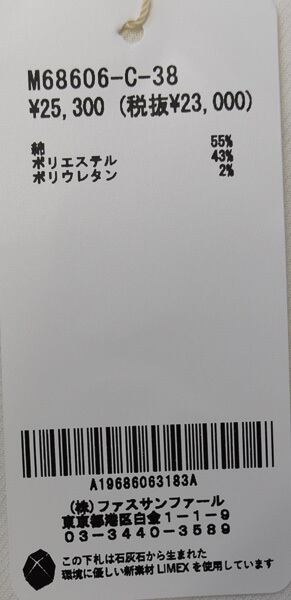 M68606-C-38
¥25,300 (税抜¥23,000)
綿 55%
ポリエステル 43%
ポリウレタン 2%
A19686063183A
(株)ファスサンファール
東京都港区白金1-1-9
03-3440-3589
この下札は石灰石から生まれた
環境に優しい新素材 LIMEX を使用しています